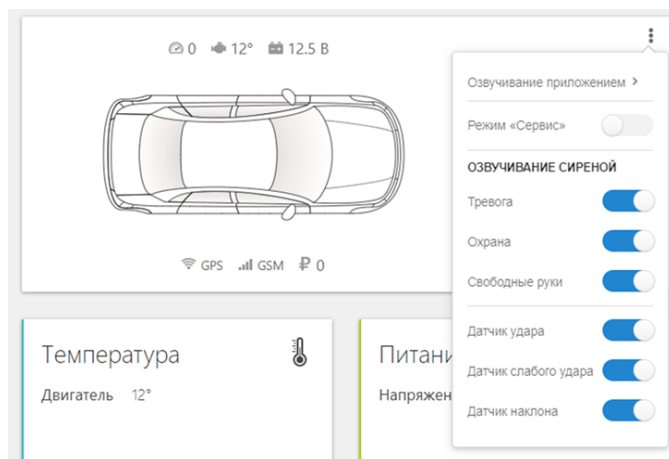 0 12° 12.5 В
Озвучивание приложением >
Режим «Сервис»
ОЗВУЧИВАНИЕ СИРЕНОЙ
Тревога
Охрана
Свободные руки
Датчик удара
Датчик слабого удара
Датчик наклона
GPS GSM ₽ 0
Температура
Двигатель 12°
Питани
Напряжен